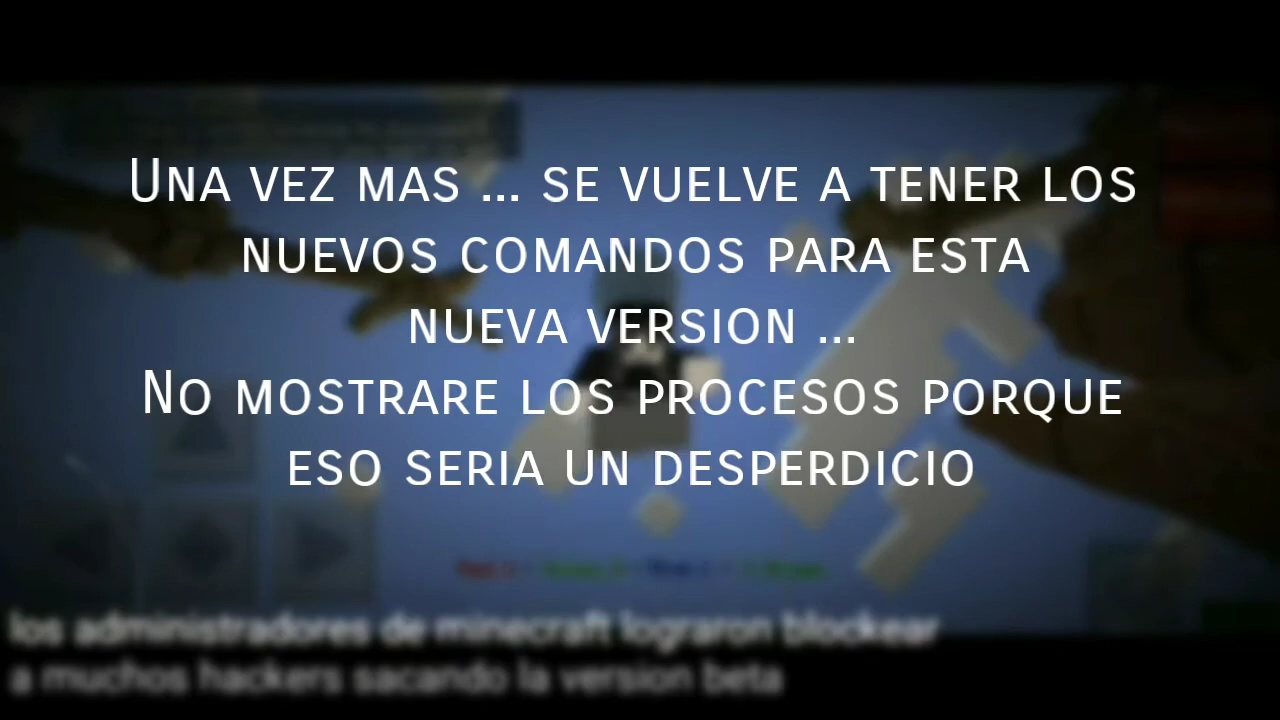 Una vez mas ... se vuelve a tener los
nuevos comandos para esta
nueva version ...
No mostrare los procesos porque
eso seria un desperdicio
los administradores de minecraft lograron blockear
a muchos hackers sacando la version beta